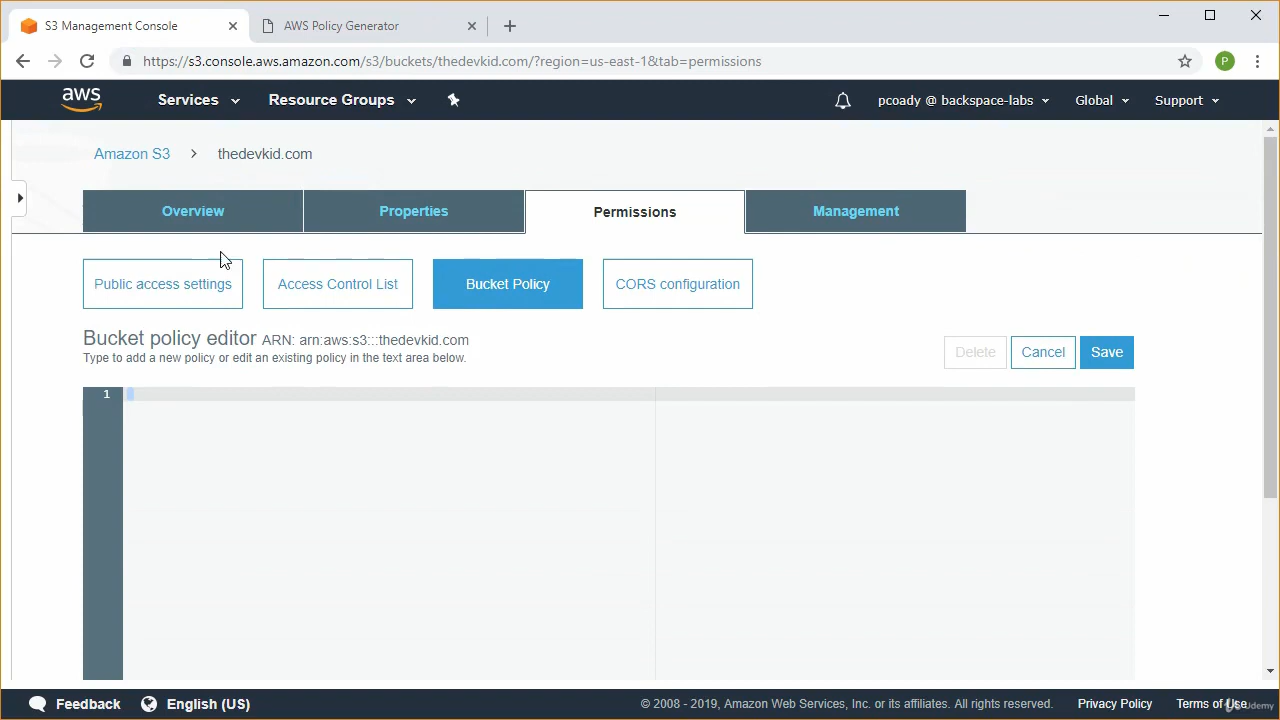 S3 Management Console
AWS Policy Generator
https://s3.console.aws.amazon.com/s3/buckets/thedevkid.com/?region=us-east-1&tab=permissions
P
aws
Services
Resource Groups
pcoady @ backspace-labs
Global
Support
Amazon S3
thedevkid.com
Overview
Properties
Permissions
Management
Public access settings
Access Control List
Bucket Policy
CORS configuration
Bucket policy editor ARN: arn:aws:s3:::thedevkid.com
Type to add a new policy or edit an existing policy in the text area below.
Delete
Cancel
Save
1
Feedback
English (US)
© 2008 - 2019, Amazon Web Services, Inc. or its affiliates. All rights reserved.
Privacy Policy
Terms of Use
Udemy